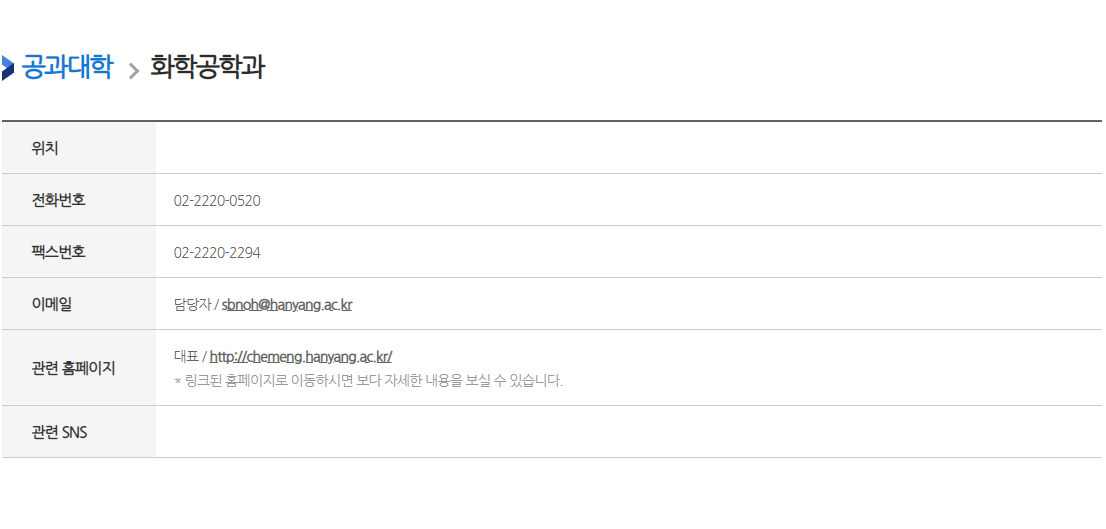 공과대학 > 화학공학과
위치
전화번호 02-2220-0520
팩스번호 02-2220-2294
이메일 담당자 / sbnoh@hanyang.ac.kr
관련 홈페이지 대표 / http://chemeng.hanyang.ac.kr/
* 링크된 홈페이지로 이동하시면 보다 자세한 내용을 보실 수 있습니다.
관련 SNS